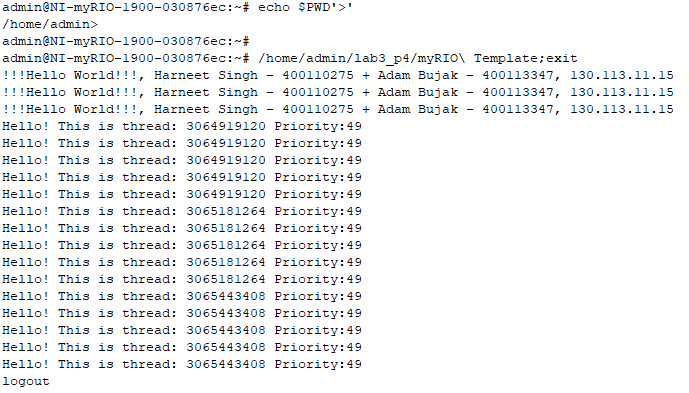 admin@NI-myRIO-1900-030876ec:~# echo $PWD'>'
/home/admin>
admin@NI-myRIO-1900-030876ec:~#
admin@NI-myRIO-1900-030876ec:~# /home/admin/lab3_p4/myRIO\ Template;exit
!!!Hello World!!!, Harneet Singh - 400110275 + Adam Bujak - 400113347, 130.113.11.15
!!!Hello World!!!, Harneet Singh - 400110275 + Adam Bujak - 400113347, 130.113.11.15
!!!Hello World!!!, Harneet Singh - 400110275 + Adam Bujak - 400113347, 130.113.11.15
Hello! This is thread: 3064919120 Priority:49
Hello! This is thread: 3064919120 Priority:49
Hello! This is thread: 3064919120 Priority:49
Hello! This is thread: 3064919120 Priority:49
Hello! This is thread: 3064919120 Priority:49
Hello! This is thread: 3065181264 Priority:49
Hello! This is thread: 3065181264 Priority:49
Hello! This is thread: 3065181264 Priority:49
Hello! This is thread: 3065181264 Priority:49
Hello! This is thread: 3065181264 Priority:49
Hello! This is thread: 3065443408 Priority:49
Hello! This is thread: 3065443408 Priority:49
Hello! This is thread: 3065443408 Priority:49
Hello! This is thread: 3065443408 Priority:49
Hello! This is thread: 3065443408 Priority:49
logout